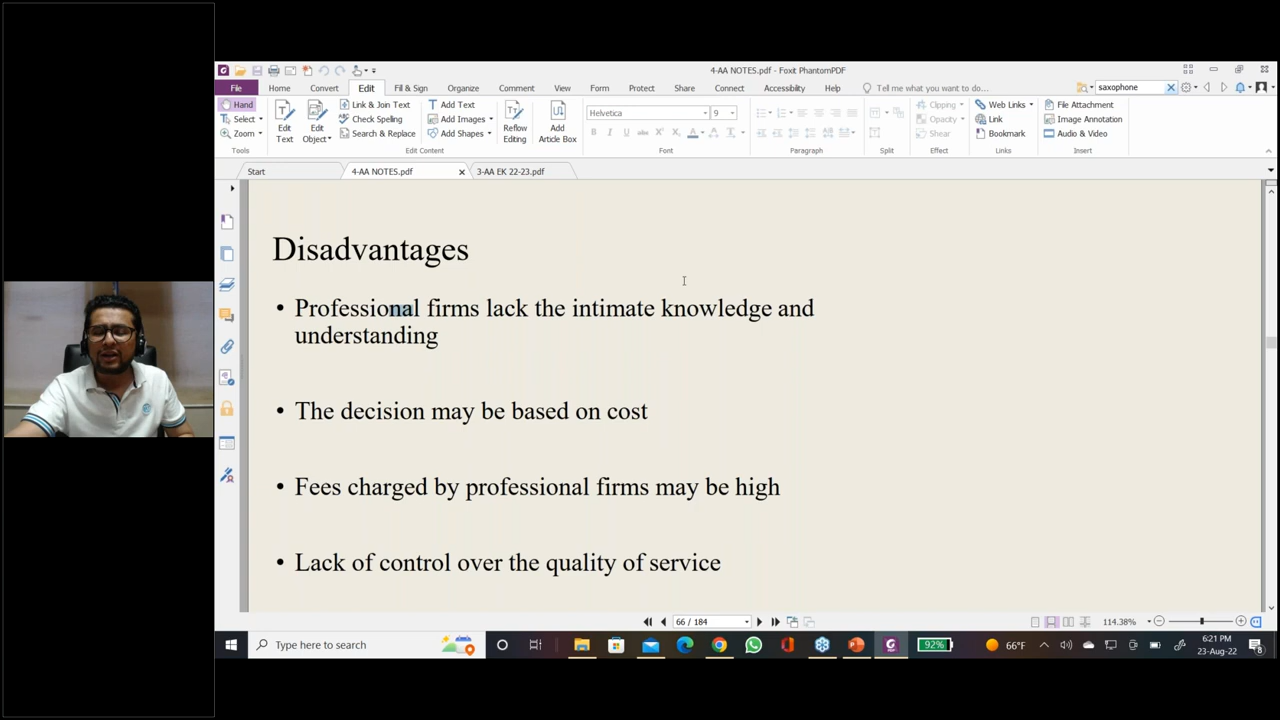 4-AA NOTES.pdf - Foxit PhantomPDF
File Home Convert Edit Fill & Sign Organize Comment View Form Protect Share Connect Accessibility Help Tell me what you want to do... saxophone
Hand
Select
Zoom
Tools
Edit Text
Edit Object
Link & Join Text
Check Spelling
Search & Replace
Add Text
Add Images
Add Shapes
Edit Content
Reflow Editing
Add Article Box
Helvetica 9
B I U abc X X A T
Font
Paragraph
Split
Clipping
Opacity
Shear
Effect
Web Links
Link
Bookmark
Links
File Attachment
Image Annotation
Audio & Video
Insert
Start 4-AA NOTES.pdf 3-AA EK 22-23.pdf
Disadvantages
• Professional firms lack the intimate knowledge and
understanding
• The decision may be based on cost
• Fees charged by professional firms may be high
• Lack of control over the quality of service
66 / 184 114.38%
Type here to search 92% 66°F 6:21 PM
23-Aug-22 8